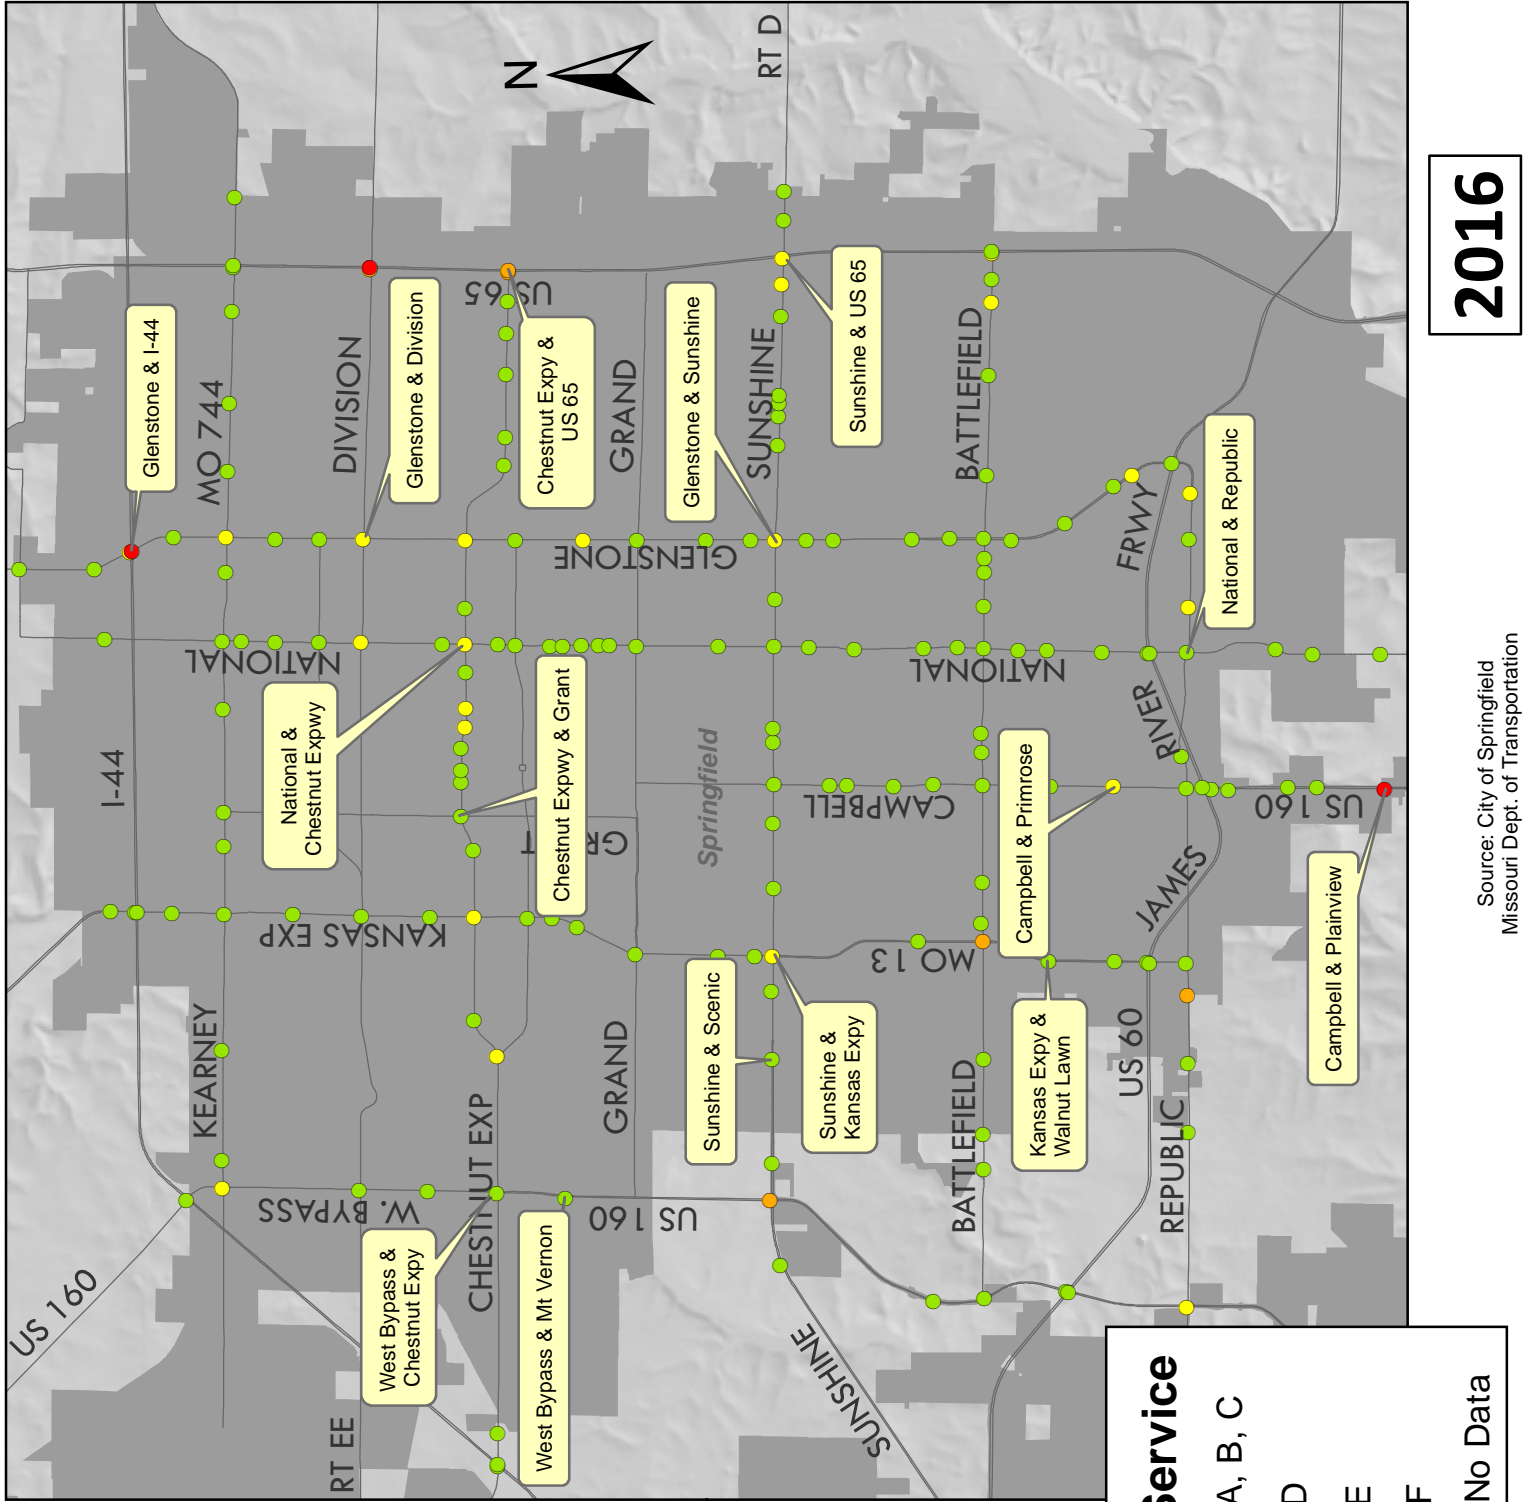 N
RT D
US 65
Glenstone & I-44
MO 744
DIVISION
Glenstone & Division
Chestnut Expy &
US 65
GRAND
Glenstone & Sunshine
SUNSHINE
Sunshine & US 65
BATTLEFIELD
National & Republic
FRWY
GLENSTONE
NATIONAL
NATIONAL
I-44
National &
Chestnut Expwy
Chestnut Expwy & Grant
Springfield
CAMPBELL
Campbell & Primrose
RIVER
US 160
JAMES
KANSAS EXP
MO 13
Campbell & Plainview
KEARNEY
GRAND
Sunshine & Scenic
Sunshine &
Kansas Expy
BATTLEFIELD
Kansas Expy &
Walnut Lawn
US 60
REPUBLIC
CHESTNUT EXP
W. BYPASS
US 160
US 160
West Bypass &
Chestnut Expy
West Bypass & Mt Vernon
RT EE
SUNSHINE
A, B, C
D
E
F
No Data
2016
Source: City of Springfield
Missouri Dept. of Transportation